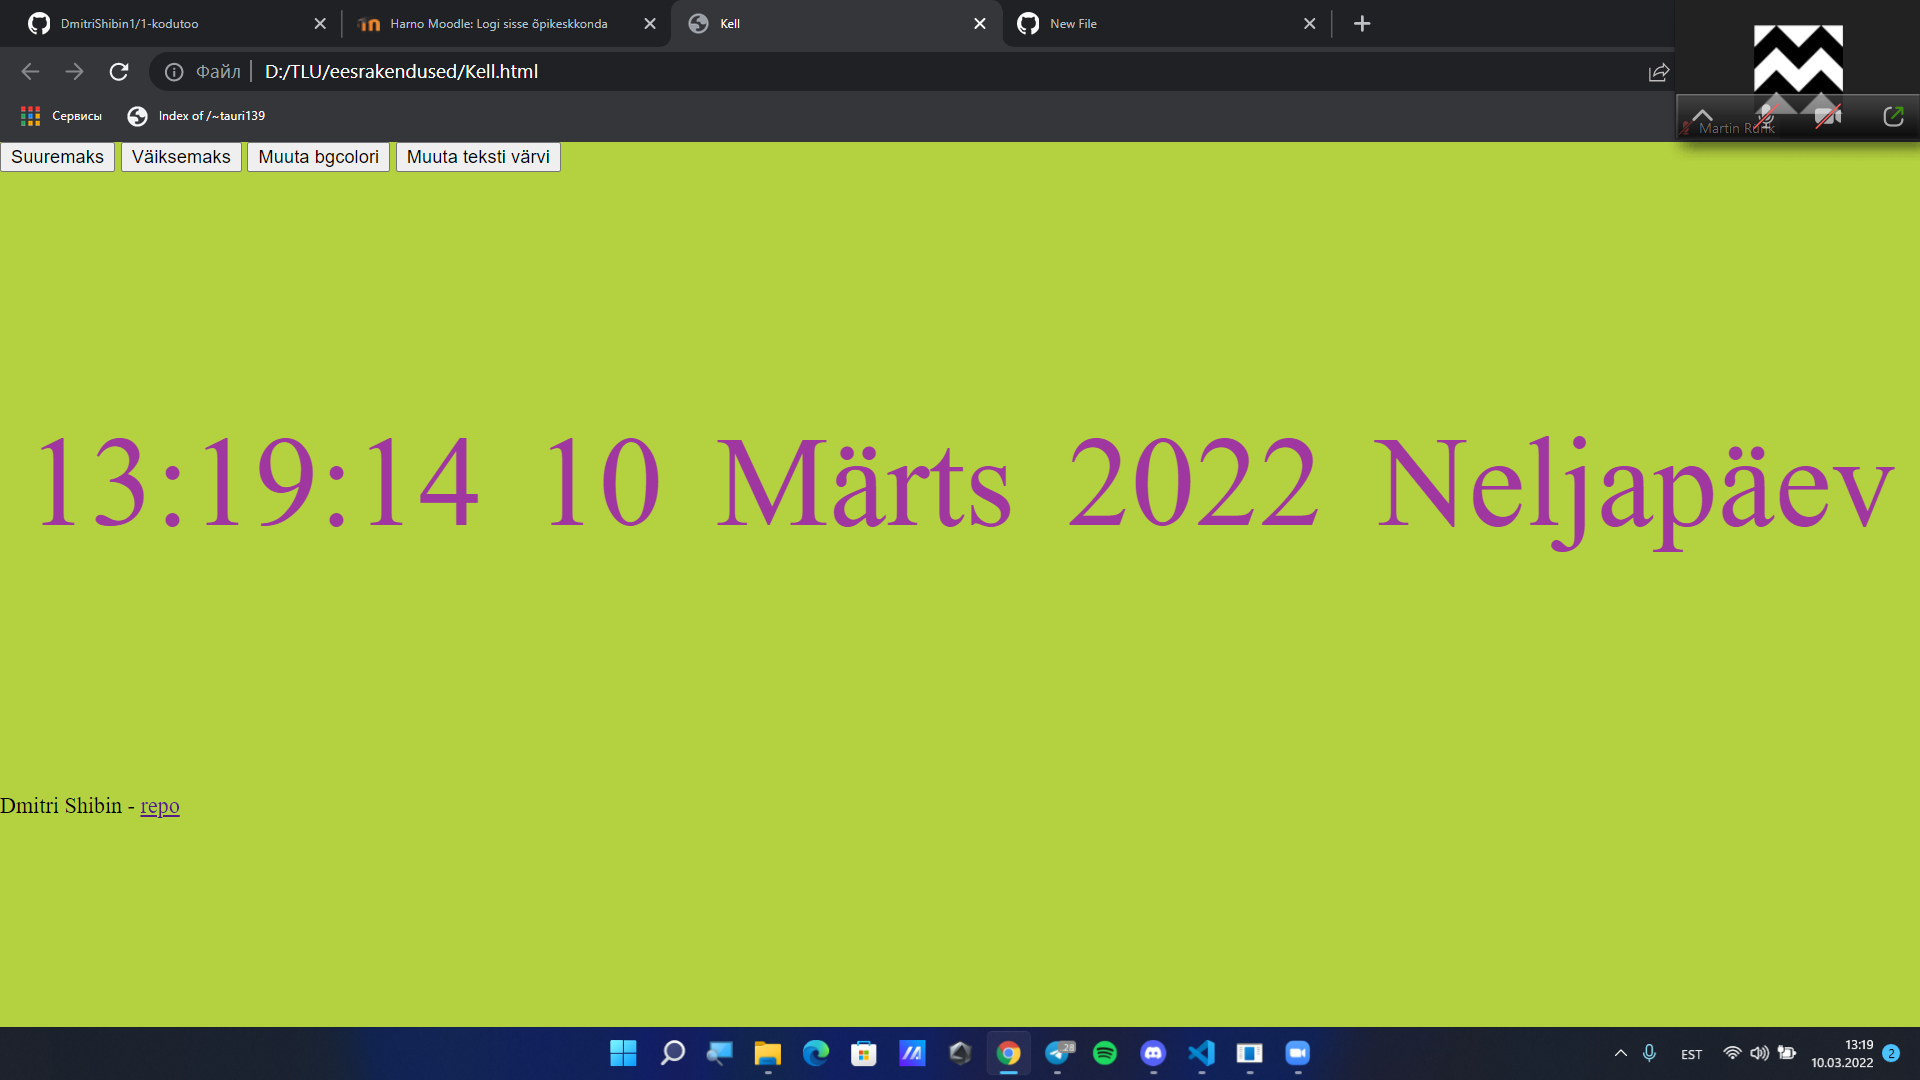 DmitriShibin1/1-kodutoo
Harno Moodle: Logi sisse õpikeskkonda
Kell
New File
Файл
D:/TLU/eesrakendused/Kell.html
Сервисы
Index of /~tauri139
Martin Rünk
Suuremaks
Väiksemaks
Muuta bgcolori
Muuta teksti värvi
13:19:14 10 Märts 2022 Neljapäev
Dmitri Shibin - repo
28
EST
13:19
10.03.2022
2